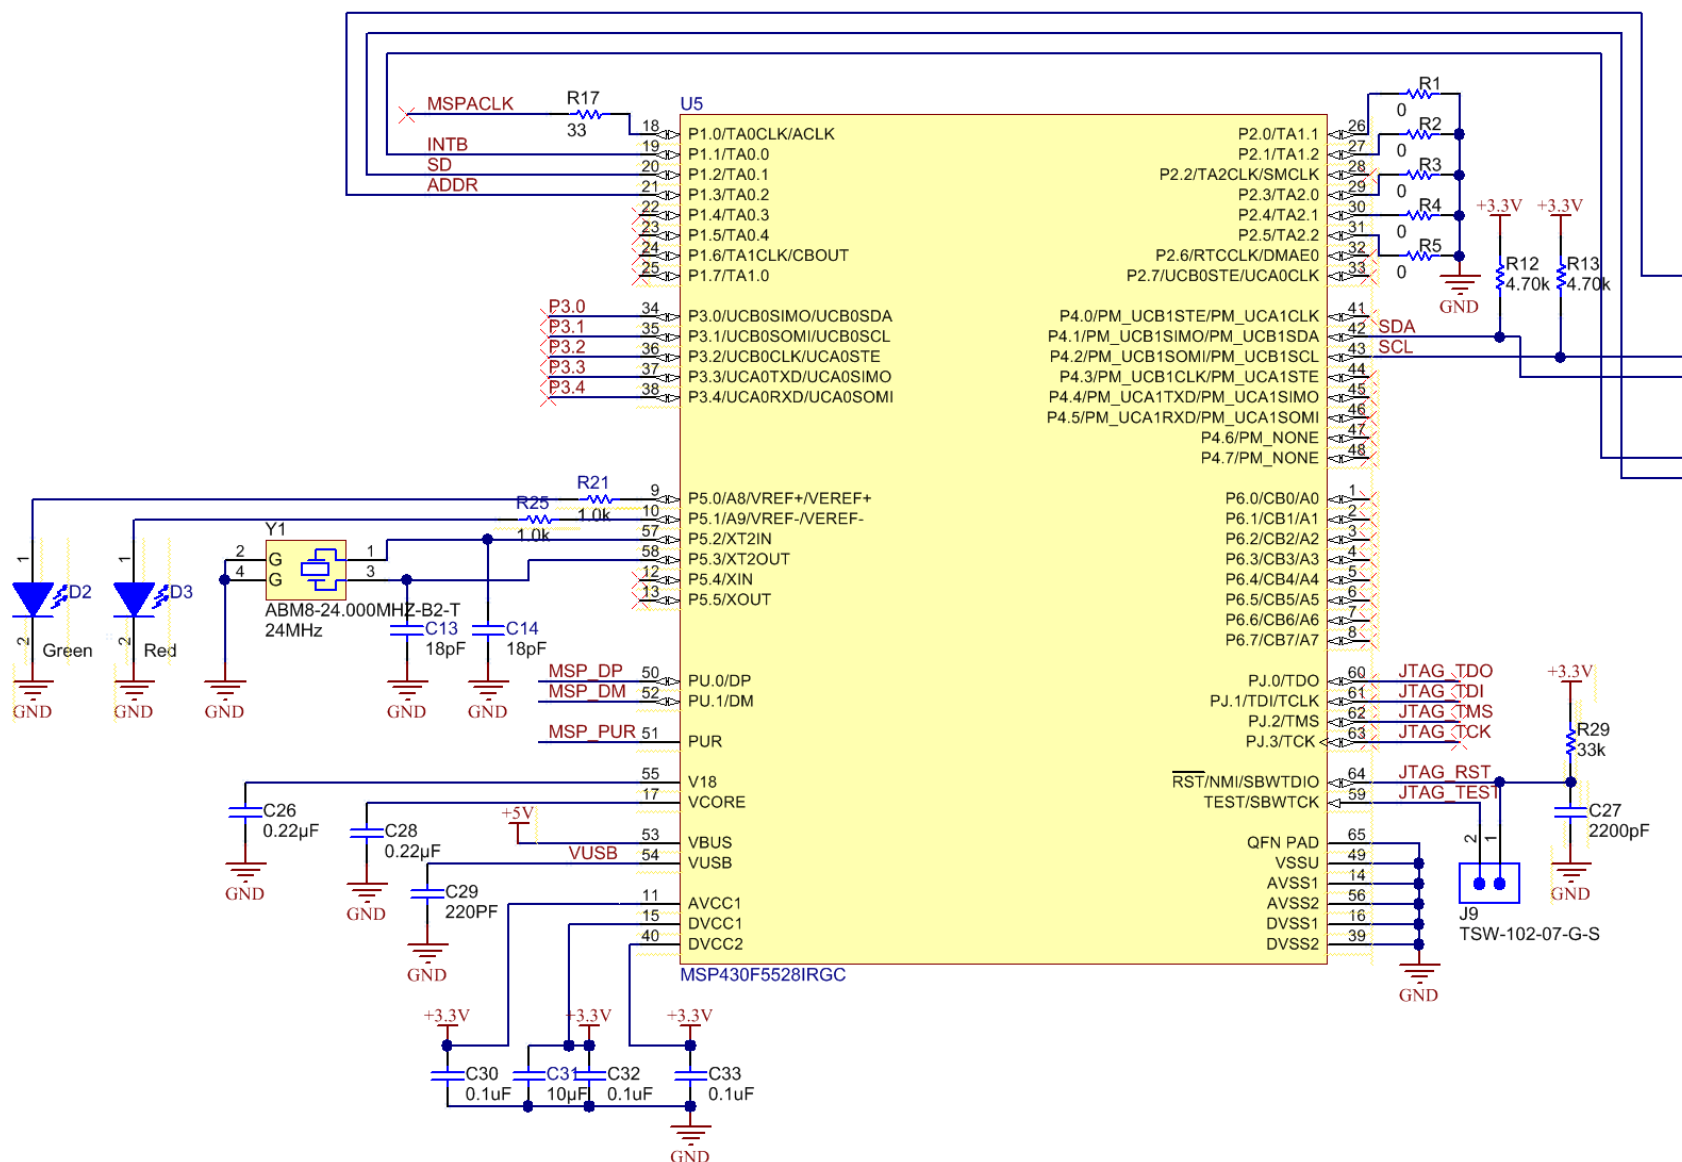 MSPACLK
R17
33
INTB
SD
ADDR
U5
18 P1.0/TA0CLK/ACLK
19 P1.1/TA0.0
20 P1.2/TA0.1
21 P1.3/TA0.2
22 P1.4/TA0.3
23 P1.5/TA0.4
24 P1.6/TA1CLK/CBOUT
25 P1.7/TA1.0
P3.0 34 P3.0/UCB0SIMO/UCB0SDA
P3.1 35 P3.1/UCB0SOMI/UCB0SCL
P3.2 36 P3.2/UCB0CLK/UCA0STE
P3.3 37 P3.3/UCA0TXD/UCA0SIMO
P3.4 38 P3.4/UCA0RXD/UCA0SOMI
R21
1.0k
R25
1.0k
9 P5.0/A8/VREF+/VEREF+
10 P5.1/A9/VREF-/VEREF-
57 P5.2/XT2IN
58 P5.3/XT2OUT
12 P5.4/XIN
13 P5.5/XOUT
Y1
2 G 1
4 G 3
ABM8-24.000MHZ-B2-T
24MHz
1
D2
2
Green
GND
1
D3
2
Red
GND
GND
C13
18pF
GND
C14
18pF
GND
MSP_DP 50 PU.0/DP
MSP_DM 52 PU.1/DM
MSP_PUR 51 PUR
55 V18
17 VCORE
+5V
53 VBUS
VUSB 54 VUSB
11 AVCC1
15 DVCC1
40 DVCC2
C26
0.22µF
GND
C28
0.22µF
GND
C29
220PF
GND
+3.3V
+3.3V
+3.3V
C30
0.1uF
C31
10µF
C32
0.1uF
C33
0.1uF
GND
MSP430F5528IRGC
P2.0/TA1.1 26
P2.1/TA1.2 27
P2.2/TA2CLK/SMCLK 28
P2.3/TA2.0 29
P2.4/TA2.1 30
P2.5/TA2.2 31
P2.6/RTCCLK/DMAE0 32
P2.7/UCB0STE/UCA0CLK 33
R1
0
R2
0
R3
0
R4
0
R5
0
GND
+3.3V
+3.3V
R12
4.70k
R13
4.70k
P4.0/PM_UCB1STE/PM_UCA1CLK 41
P4.1/PM_UCB1SIMO/PM_UCB1SDA 42 SDA
P4.2/PM_UCB1SOMI/PM_UCB1SCL 43 SCL
P4.3/PM_UCB1CLK/PM_UCA1STE 44
P4.4/PM_UCA1TXD/PM_UCA1SIMO 45
P4.5/PM_UCA1RXD/PM_UCA1SOMI 46
P4.6/PM_NONE 47
P4.7/PM_NONE 48
P6.0/CB0/A0 1
P6.1/CB1/A1 2
P6.2/CB2/A2 3
P6.3/CB3/A3 4
P6.4/CB4/A4 5
P6.5/CB5/A5 6
P6.6/CB6/A6 7
P6.7/CB7/A7 8
PJ.0/TDO 60 JTAG_TDO
PJ.1/TDI/TCLK 61 JTAG_TDI
PJ.2/TMS 62 JTAG_TMS
PJ.3/TCK 63 JTAG_TCK
RST/NMI/SBWTDIO 64 JTAG_RST
TEST/SBWTCK 59 JTAG_TEST
QFN PAD 65
VSSU 49
AVSS1 14
AVSS2 56
DVSS1 16
DVSS2 39
GND
+3.3V
R29
33k
C27
2200pF
GND
2
1
J9
TSW-102-07-G-S